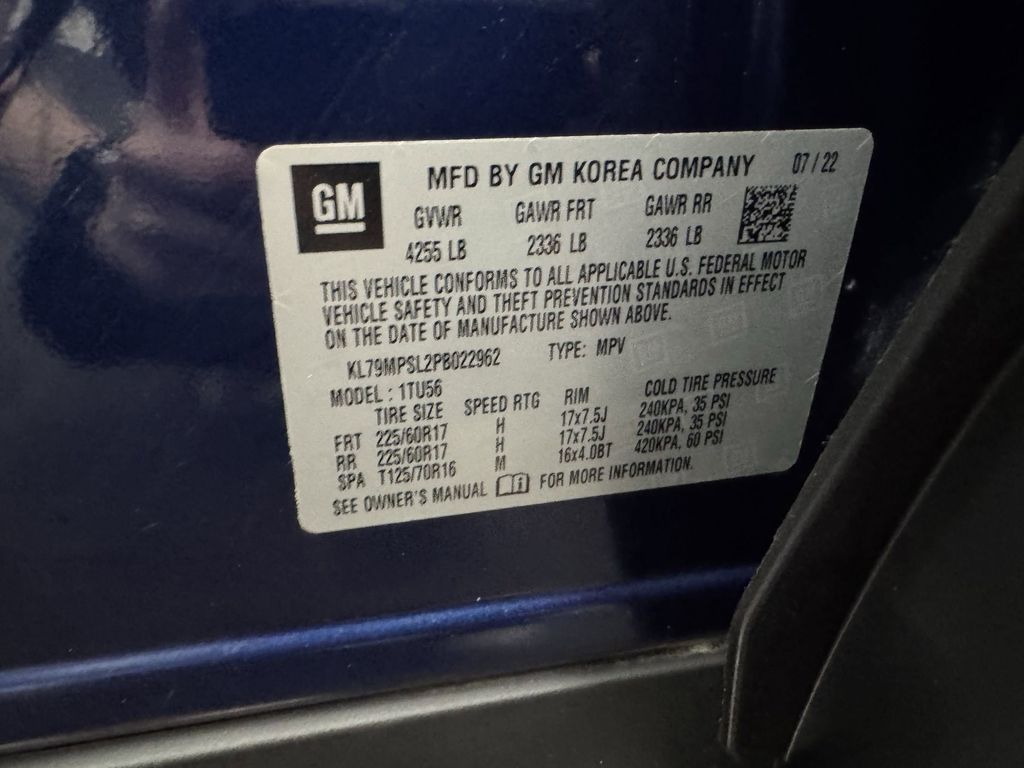 GM MFD BY GM KOREA COMPANY 07 / 22
GVWR GAWR FRT GAWR RR
4255 LB 2336 LB 2336 LB
THIS VEHICLE CONFORMS TO ALL APPLICABLE U.S. FEDERAL MOTOR
VEHICLE SAFETY AND THEFT PREVENTION STANDARDS IN EFFECT
ON THE DATE OF MANUFACTURE SHOWN ABOVE.
KL79MPSL2PB022962 TYPE: MPV
MODEL : 1TU56
TIRE SIZE SPEED RTG RIM COLD TIRE PRESSURE
FRT 225/60R17 H 17x7.5J 240KPA, 35 PSI
RR 225/60R17 H 17x7.5J 240KPA, 35 PSI
SPA T125/70R16 M 16x4.0BT 420KPA, 60 PSI
SEE OWNER'S MANUAL FOR MORE INFORMATION.